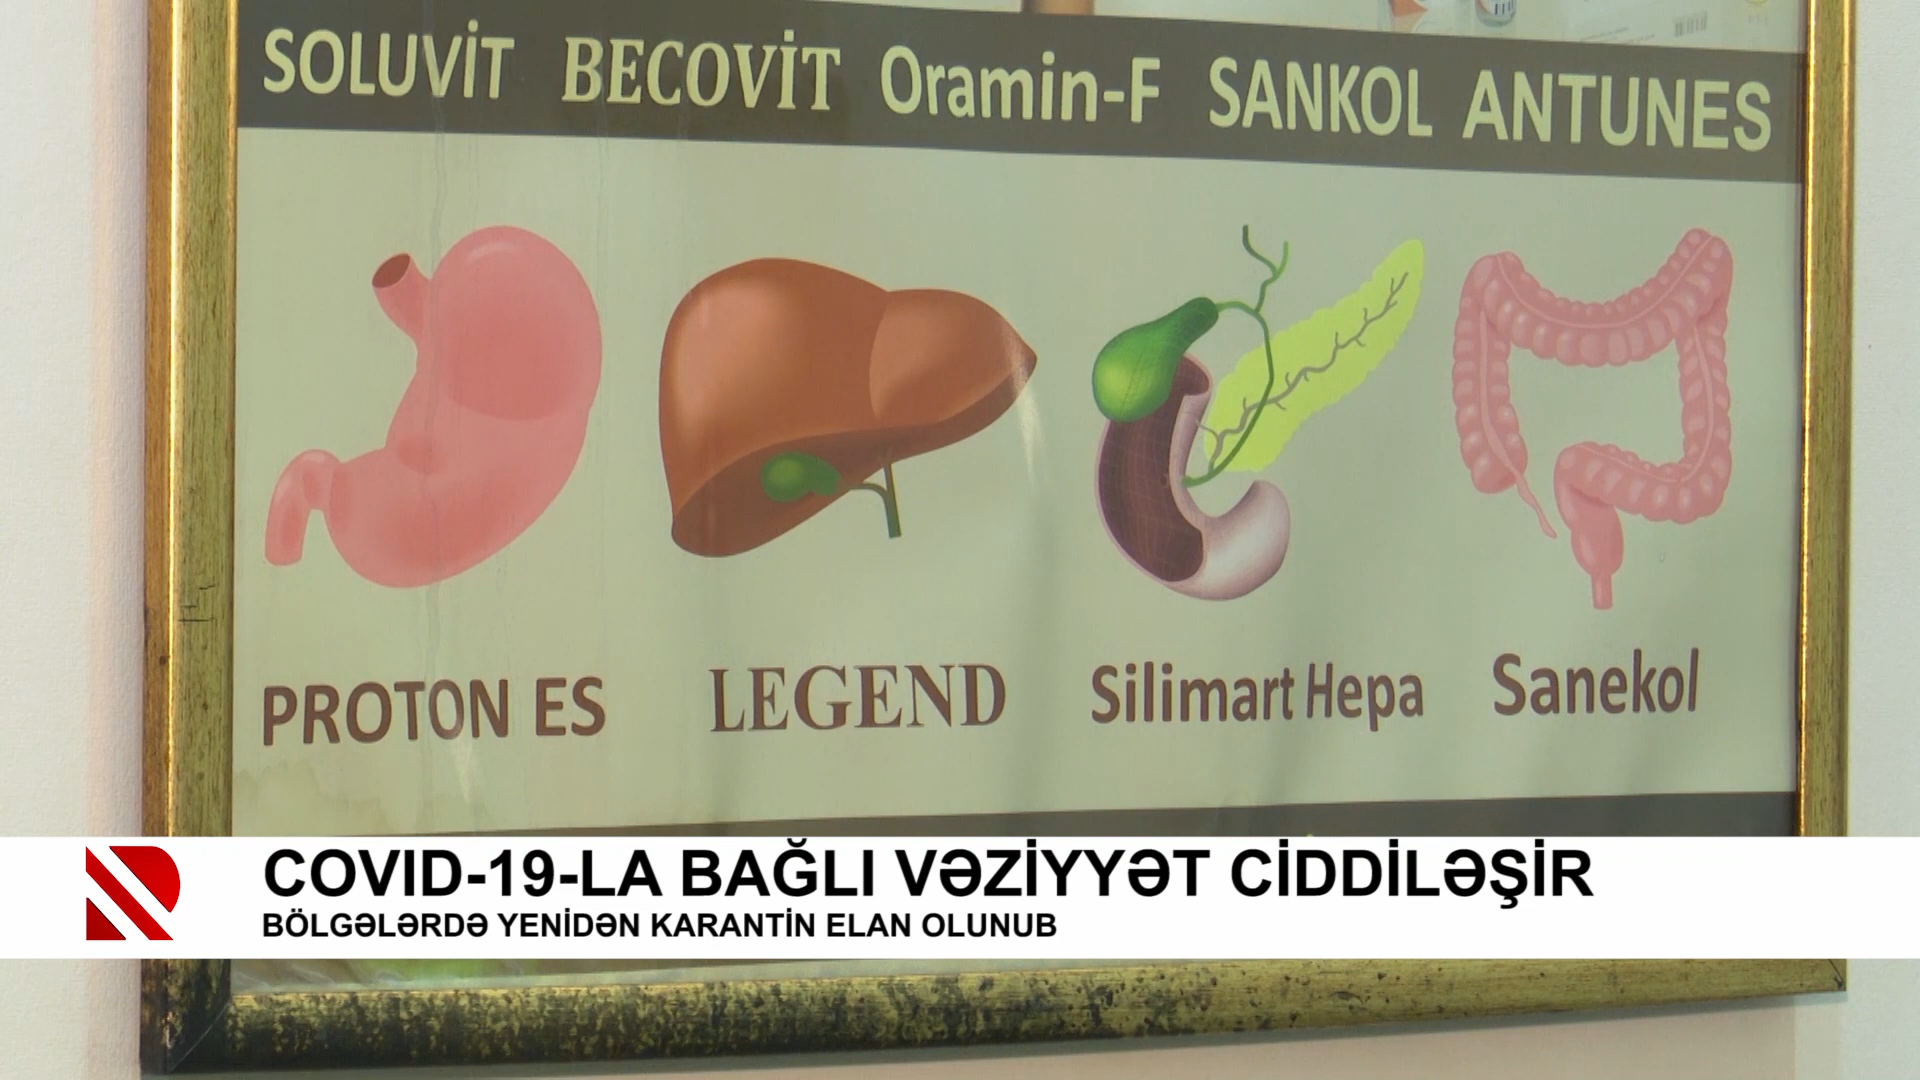 SOLUVİT BECOVİT Oramin-F SANKOL ANTUNES
PROTON ES LEGEND Silimart Hepa Sanekol
COVID-19-LA BAĞLI VƏZİYYƏT CİDDİLƏŞİR
BÖLGƏLƏRDƏ YENİDƏN KARANTİN ELAN OLUNUB